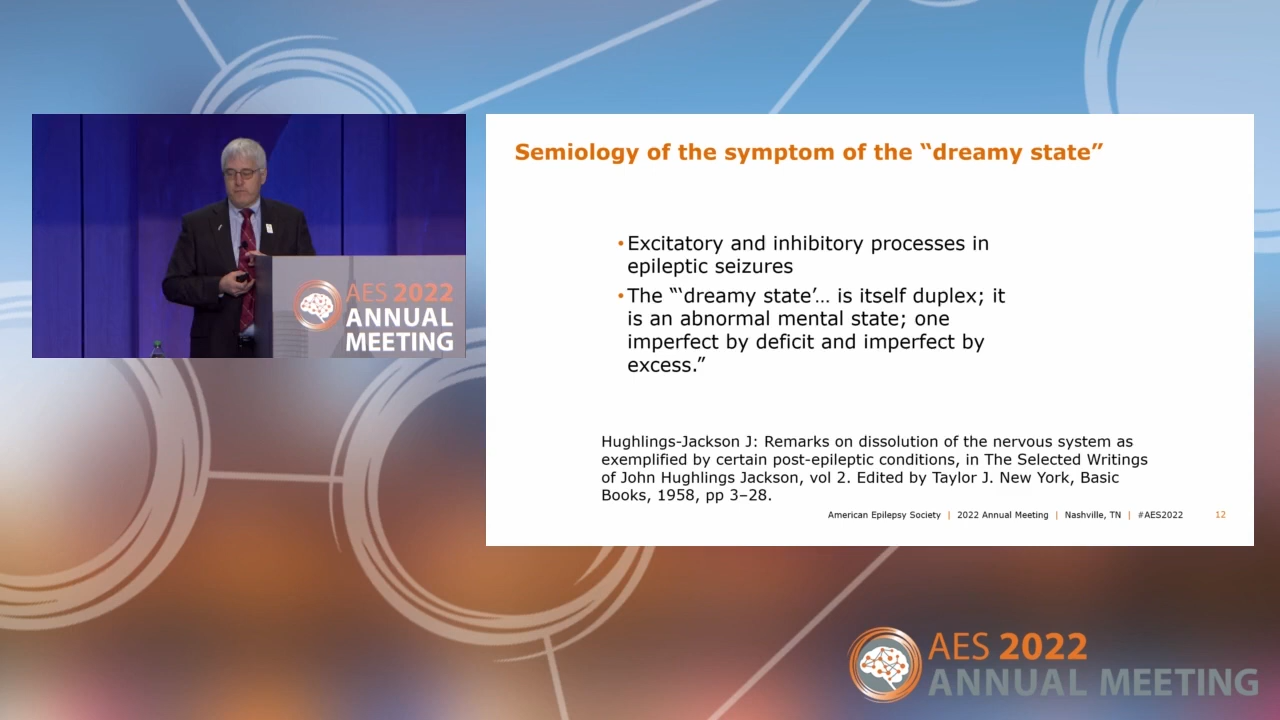 AES 2022
ANNUAL
MEETING
Semiology of the symptom of the “dreamy state”
•Excitatory and inhibitory processes in
epileptic seizures
•The “‘dreamy state’… is itself duplex; it
is an abnormal mental state; one
imperfect by deficit and imperfect by
excess.”
Hughlings-Jackson J: Remarks on dissolution of the nervous system as
exemplified by certain post-epileptic conditions, in The Selected Writings
of John Hughlings Jackson, vol 2. Edited by Taylor J. New York, Basic
Books, 1958, pp 3–28.
American Epilepsy Society | 2022 Annual Meeting | Nashville, TN | #AES2022 12
AES 2022
ANNUAL MEETING